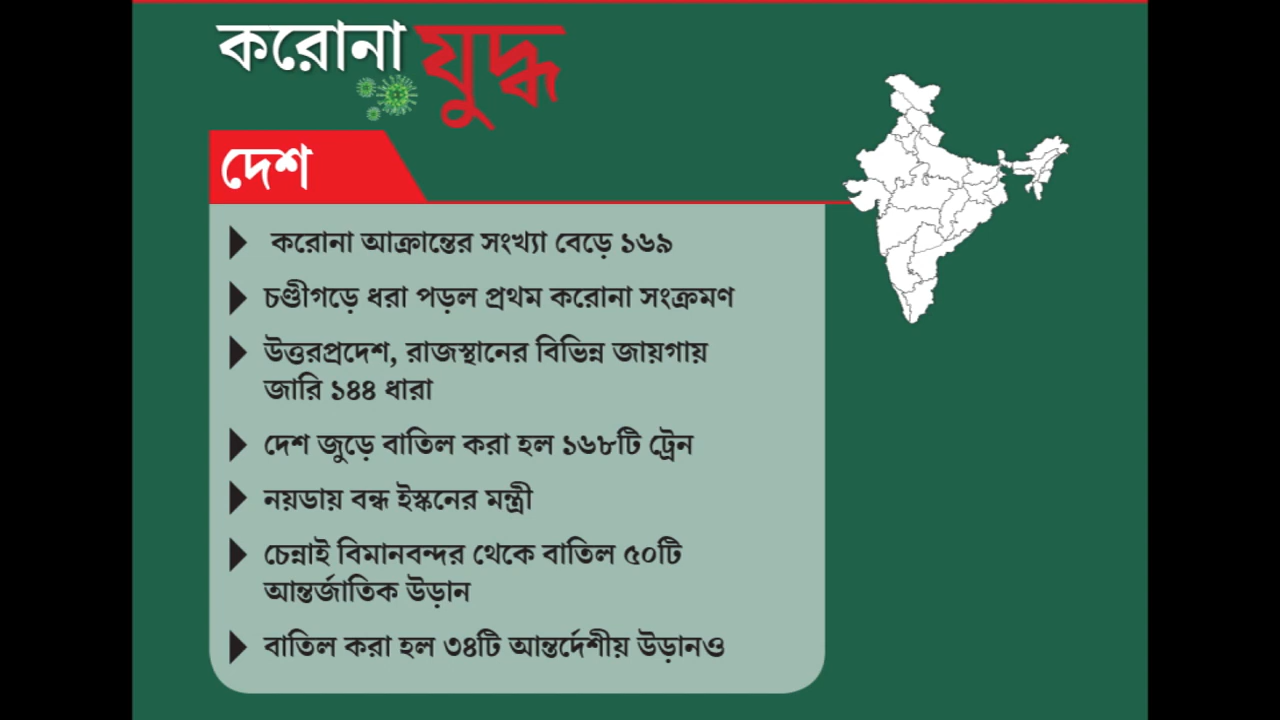 করোনা যুদ্ধ
দেশ
করোনা আক্রান্তের সংখ্যা বেড়ে ১৬৯
চণ্ডীগড়ে ধরা পড়ল প্রথম করোনা সংক্রমণ
উত্তরপ্রদেশ, রাজস্থানের বিভিন্ন জায়গায়
জারি ১৪৪ ধারা
দেশ জুড়ে বাতিল করা হল ১৬৮টি ট্রেন
নয়ডায় বন্ধ ইস্কনের মন্ত্রী
চেন্নাই বিমানবন্দর থেকে বাতিল ৫০টি
আন্তর্জাতিক উড়ান
বাতিল করা হল ৩৪টি আন্তর্দেশীয় উড়ানও